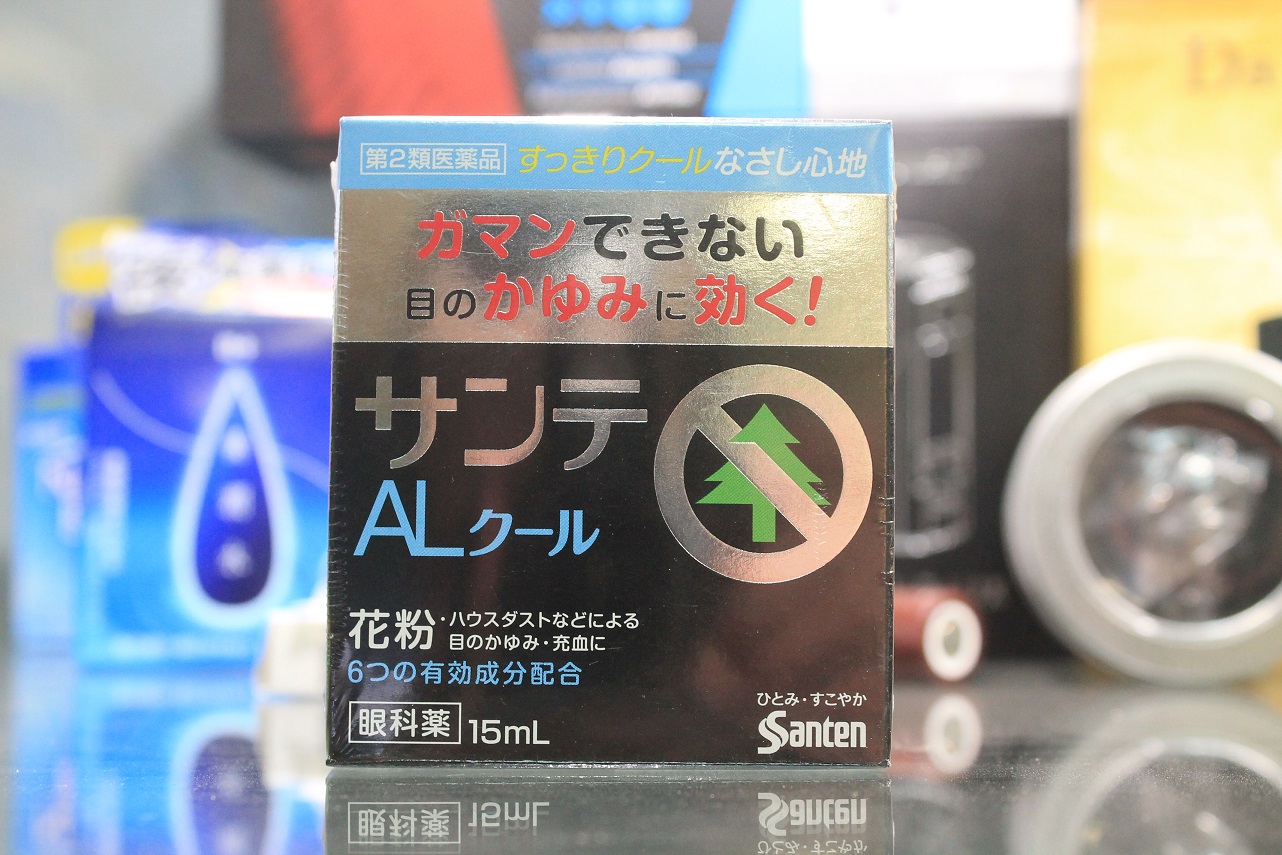 第2類医薬品 すっきりクールなさし心地
ガマンできない
目のかゆみに効く!
サンテ
ALクール
花粉・ハウスダストなどによる
目のかゆみ・充血に
6つの有効成分配合
眼科薬 15mL
ひとみ・すこやか
Santen